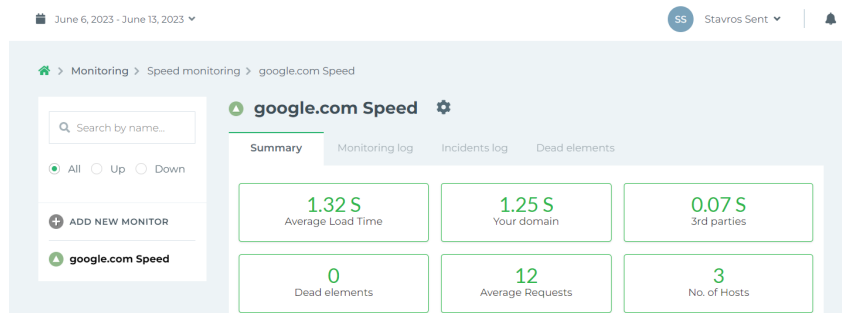 June 6, 2023 - June 13, 2023
SS
Stavros Sent
Monitoring > Speed monitoring > google.com Speed
Search by name...
All Up Down
ADD NEW MONITOR
google.com Speed
google.com Speed
Summary Monitoring log Incidents log Dead elements
1.32 S 1.25 S 0.07 S
Average Load Time Your domain 3rd parties
0 12 3
Dead elements Average Requests No. of Hosts